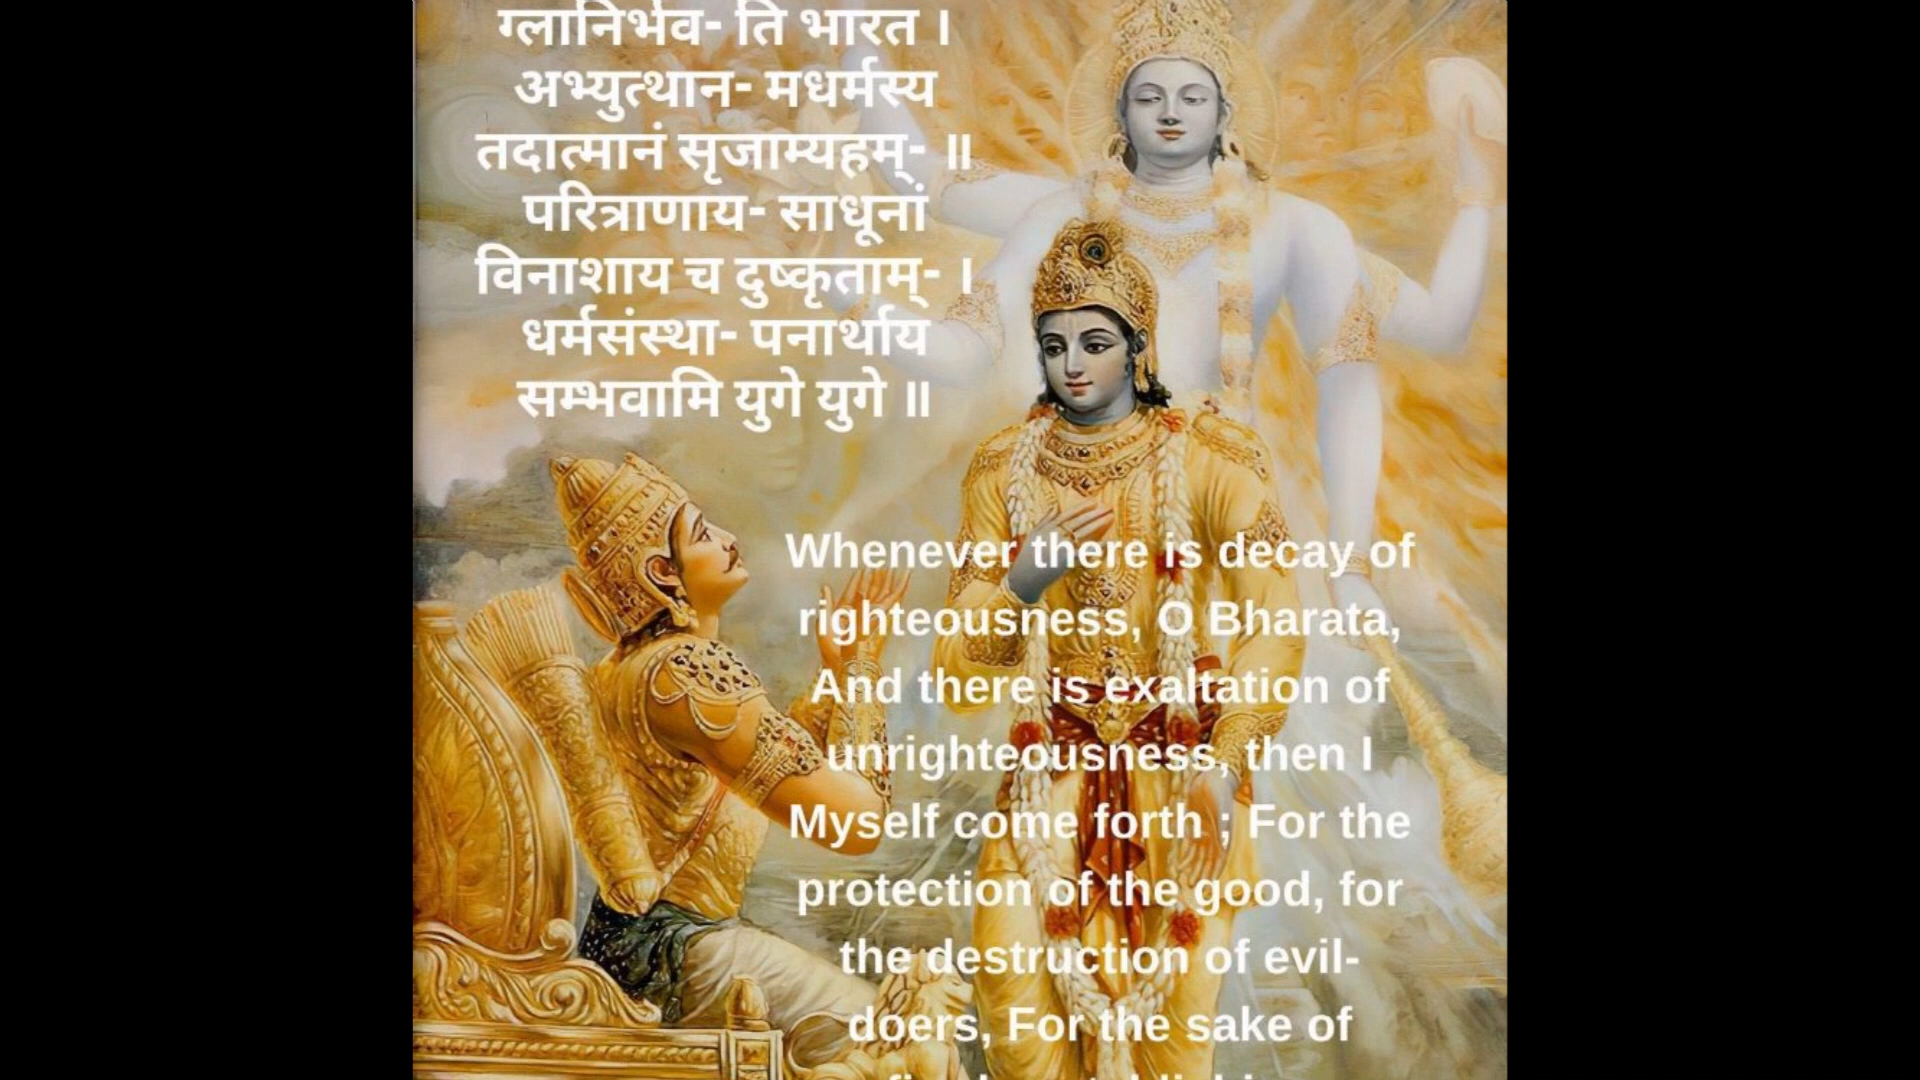 ग्लानिर्भव- ति भारत ।
अभ्युत्थान- मधर्मस्य
तदात्मानं सृजाम्यहम्- ॥
परित्राणाय- साधूनां
विनाशाय च दुष्कृताम्- ।
धर्मसंस्था- पनार्थाय
सम्भवामि युगे युगे ॥
Whenever there is decay of
righteousness, O Bharata,
And there is exaltation of
unrighteousness, then I
Myself come forth ; For the
protection of the good, for
the destruction of evil-
doers, For the sake of